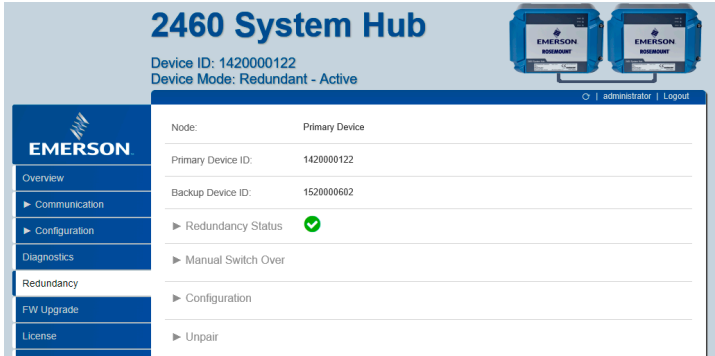 2460 System Hub
Device ID: 1420000122
Device Mode: Redundant - Active
EMERSON
ROSEMOUNT
EMERSON
ROSEMOUNT
| administrator | Logout
EMERSON
Node: Primary Device
Primary Device ID: 1420000122
Backup Device ID: 1520000602
► Redundancy Status
► Manual Switch Over
► Configuration
► Unpair
Overview
► Communication
► Configuration
Diagnostics
Redundancy
FW Upgrade
License